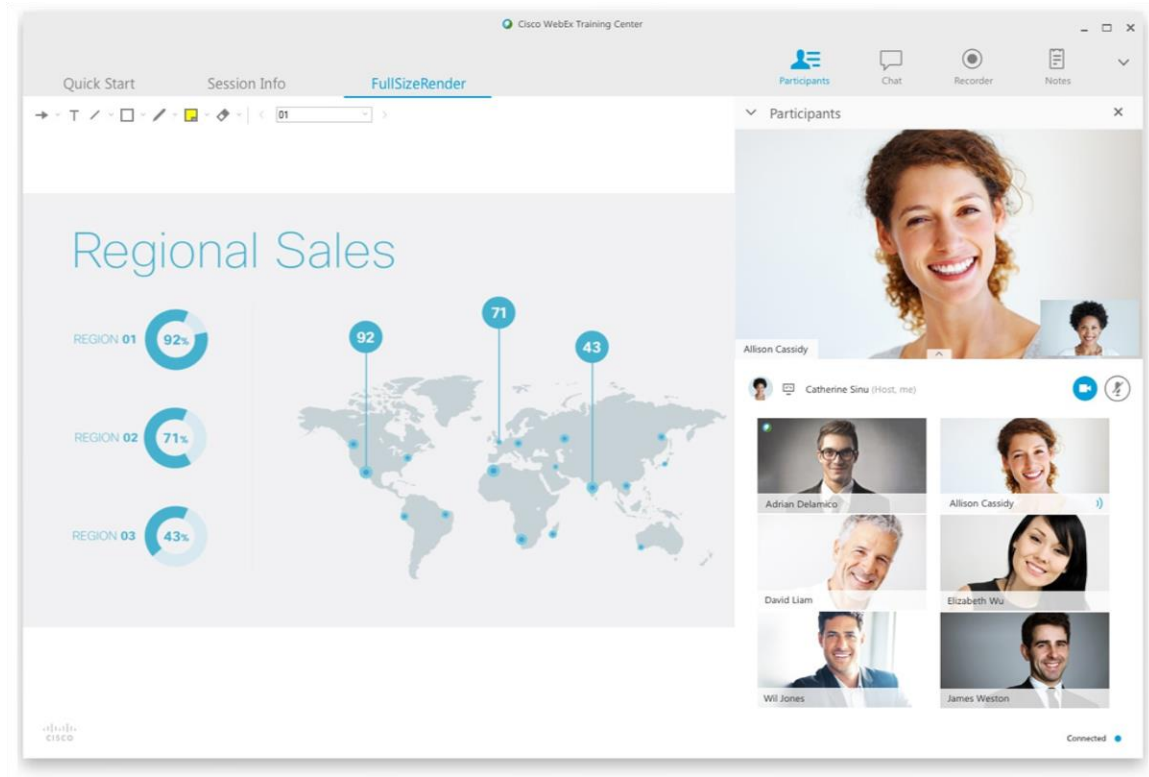 Cisco WebEx Training Center
Quick Start
Session Info
FullSizeRender
Participants
Chat
Recorder
Notes
T
01
Participants
Regional Sales
REGION 01
92%
REGION 02
71%
REGION 03
43%
92
71
43
Allison Cassidy
Catherine Sinu (Host, me)
Adrian Delamico
Allison Cassidy
David Liam
Elizabeth Wu
Wil Jones
James Weston
CISCO
Connected